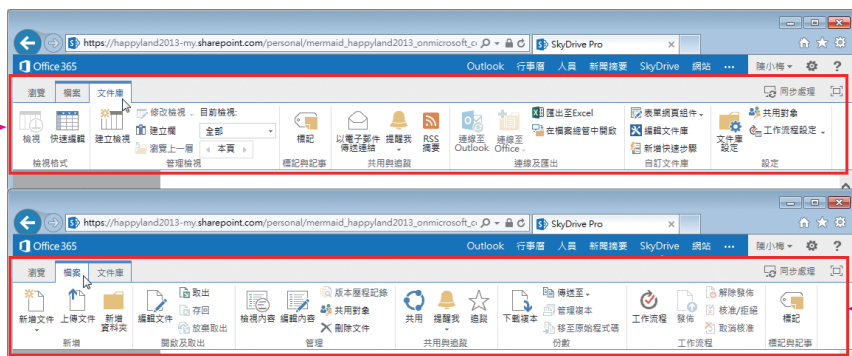 https://happyland2013-my.sharepoint.com/personal/mermaid_happyland2013_onmicrosoft_c SkyDrive Pro
Office 365 Outlook 行事曆 人員 新聞摘要 SkyDrive 網站 ••• 陳小梅 ?
瀏覽 檔案 文件庫 同步處理
檢視 快速編輯 建立檢視 修改檢視 目前檢視:
建立欄 全部
瀏覽上一層 本頁
標記 以電子郵件傳送連結 提醒我 RSS 摘要
連線至 Outlook 連線至 Office 匯出至Excel
在檔案總管中開啟
表單網頁組件
編輯文件庫
新增快速步驟
文件庫設定 共用對象
工作流程設定
檢視格式 管理檢視 標記與記事 共用與追蹤 連線及匯出 自訂文件庫 設定
https://happyland2013-my.sharepoint.com/personal/mermaid_happyland2013_onmicrosoft_c SkyDrive Pro
Office 365 Outlook 行事曆 人員 新聞摘要 SkyDrive 網站 ••• 陳小梅 ?
瀏覽 檔案 文件庫 同步處理
新增文件 上傳文件 新增資料夾
編輯文件 取出
存回
放棄取出
檢視內容 編輯內容 版本歷程記錄
共用對象
刪除文件
共用 提醒我 追蹤
下載複本 傳送至
管理複本
移至原始程式碼
工作流程 發佈 解除發佈
核准/拒絕
取消核准
標記
新增 開啟及取出 管理 共用與追蹤 份數 工作流程 標記與記事